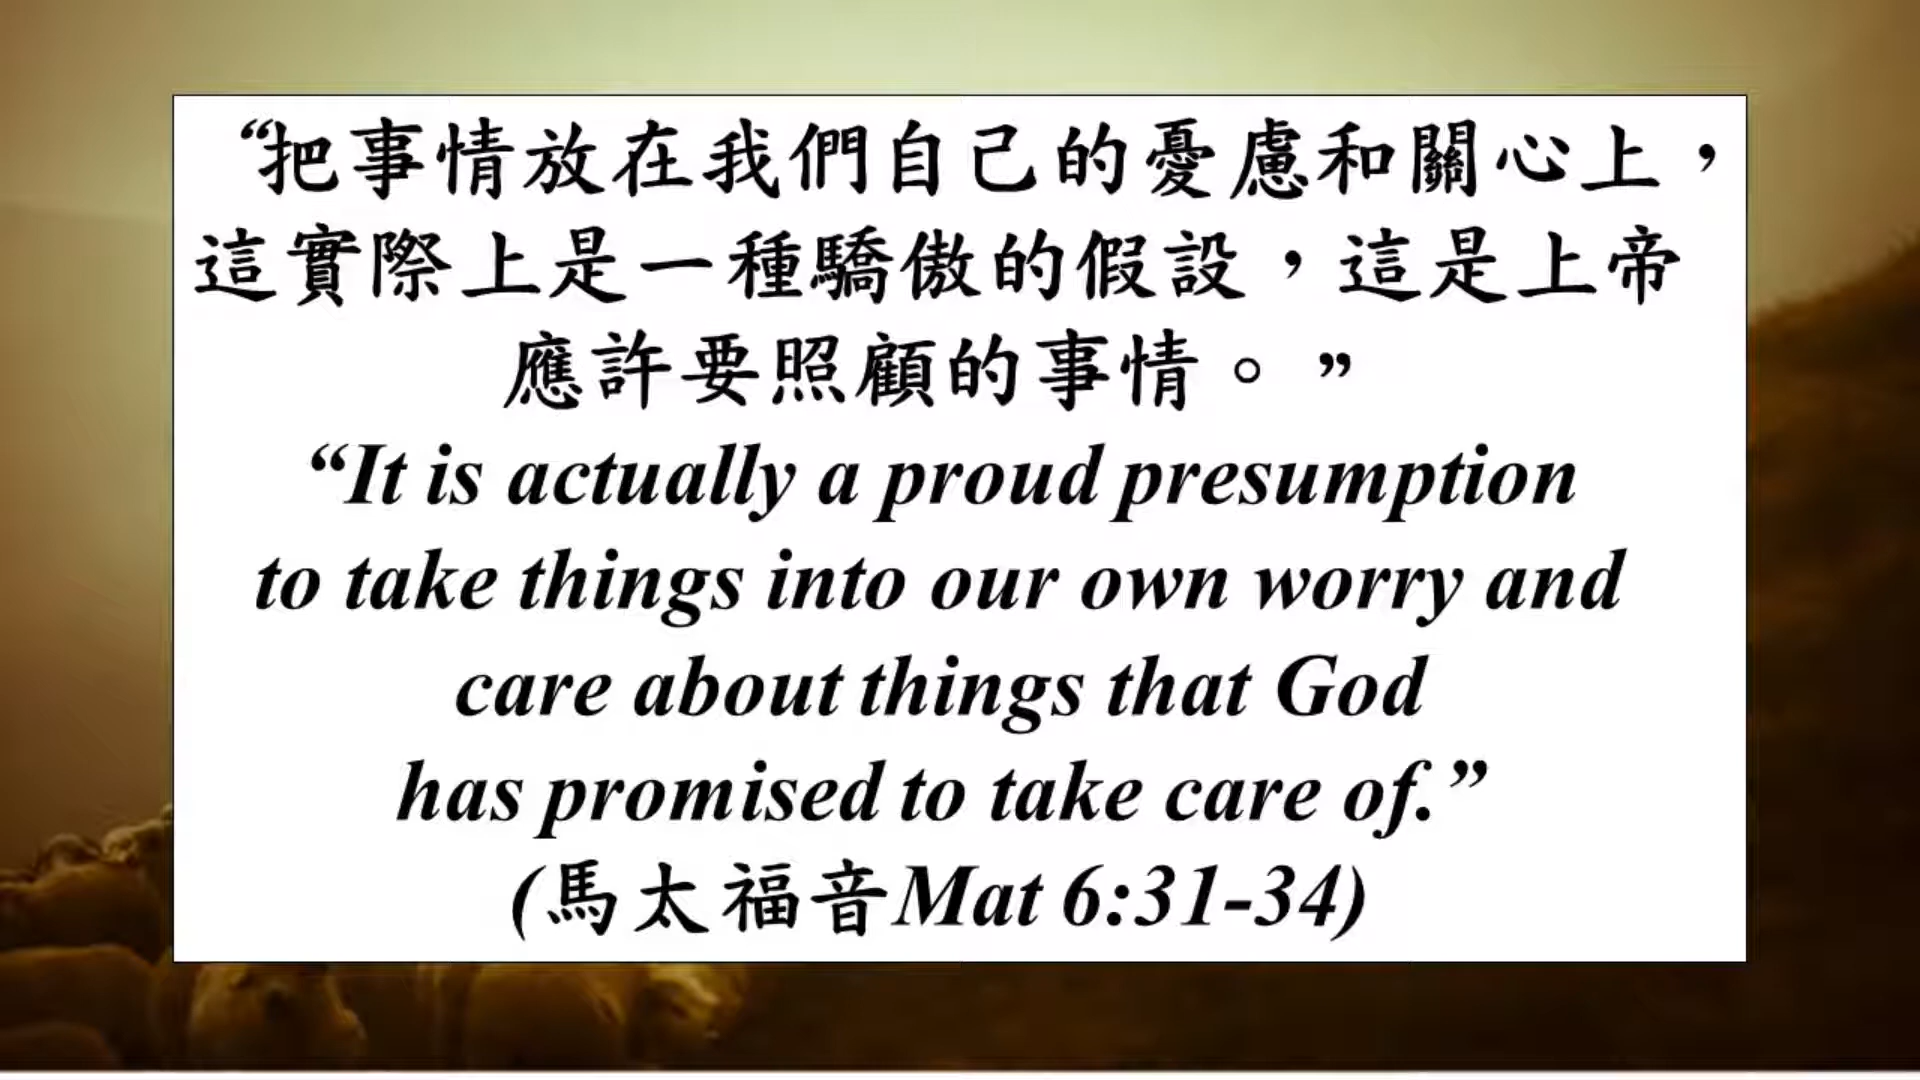 “把事情放在我們自己的憂慮和關心上，
這實際上是一種驕傲的假設，這是上帝
應許要照顧的事情。”
“It is actually a proud presumption
to take things into our own worry and
care about things that God
has promised to take care of.”
(馬太福音Mat 6:31-34)